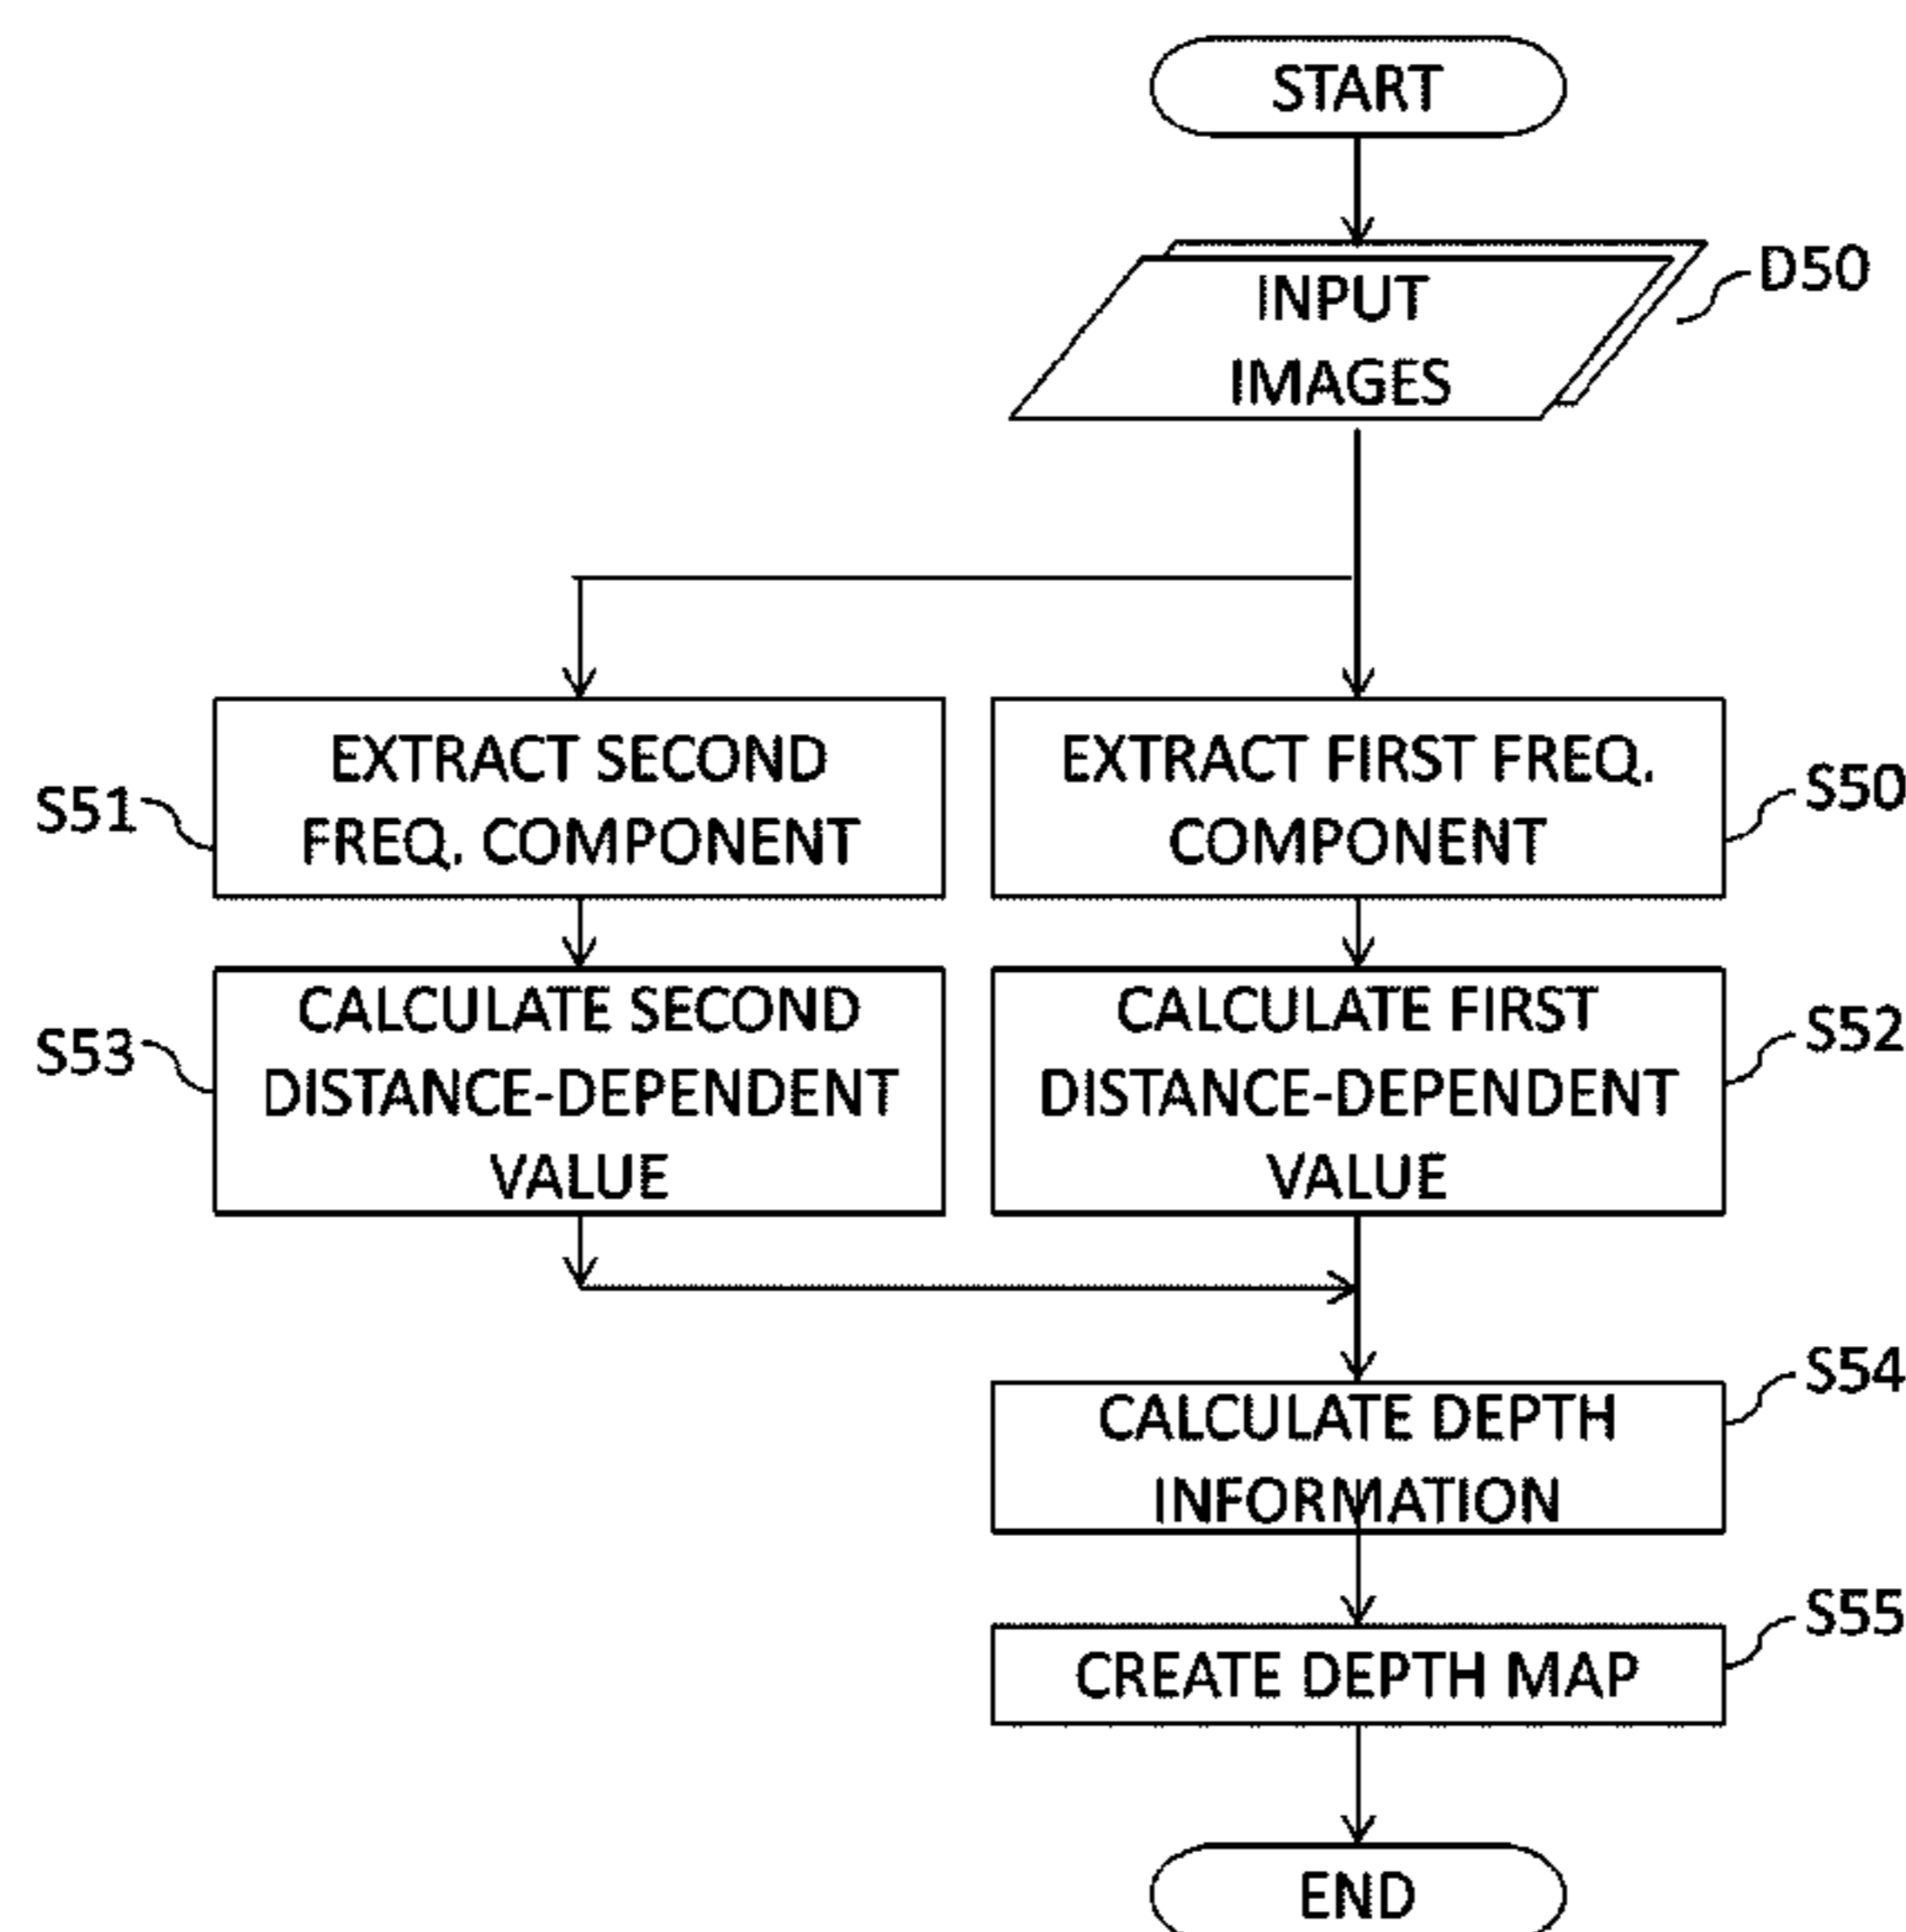 START
INPUT
IMAGES
D50
EXTRACT SECOND
FREQ. COMPONENT
S51
EXTRACT FIRST FREQ.
COMPONENT
S50
CALCULATE SECOND
DISTANCE-DEPENDENT
VALUE
S53
CALCULATE FIRST
DISTANCE-DEPENDENT
VALUE
S52
CALCULATE DEPTH
INFORMATION
S54
CREATE DEPTH MAP
S55
END